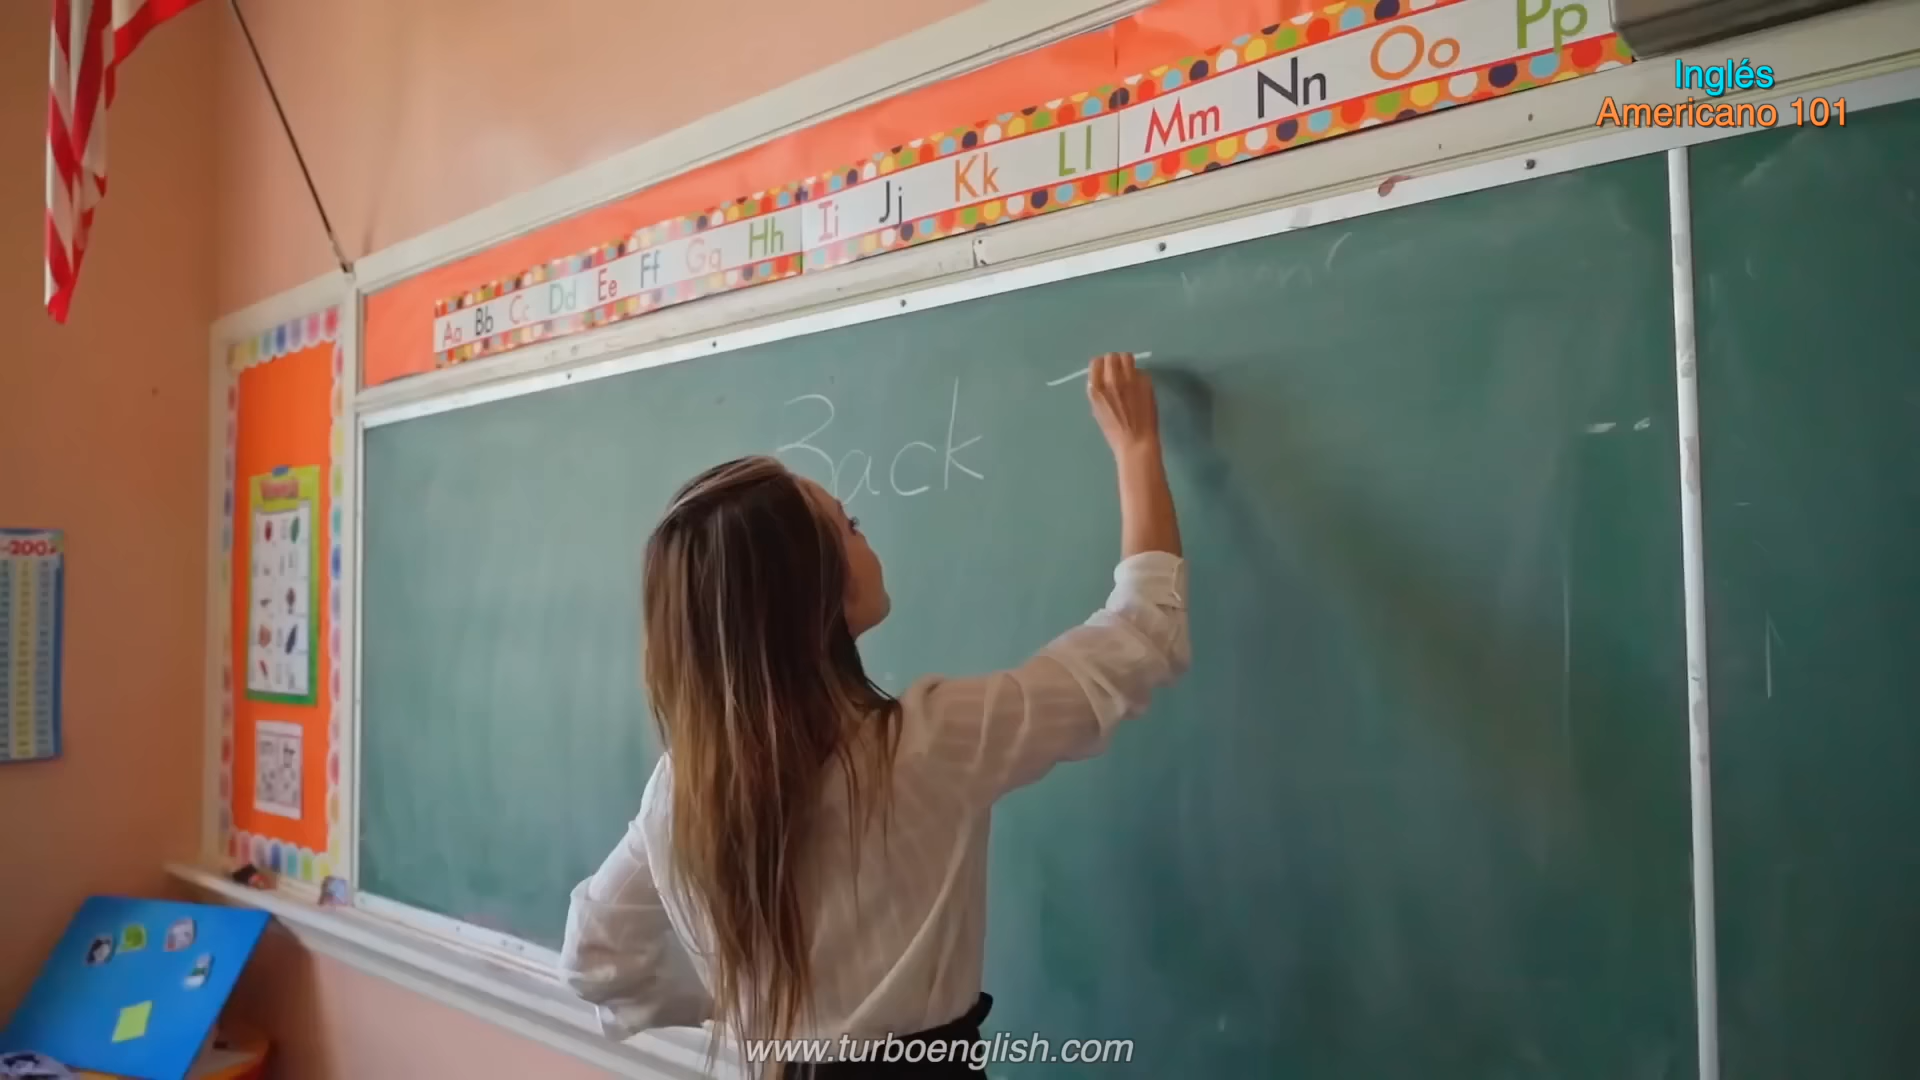 Inglés
Americano 101
Aa Bb Cc Dd Ee Ff Gg Hh Ii Jj Kk Ll Mm Nn Oo Pp
Back
-200
www.turboenglish.com